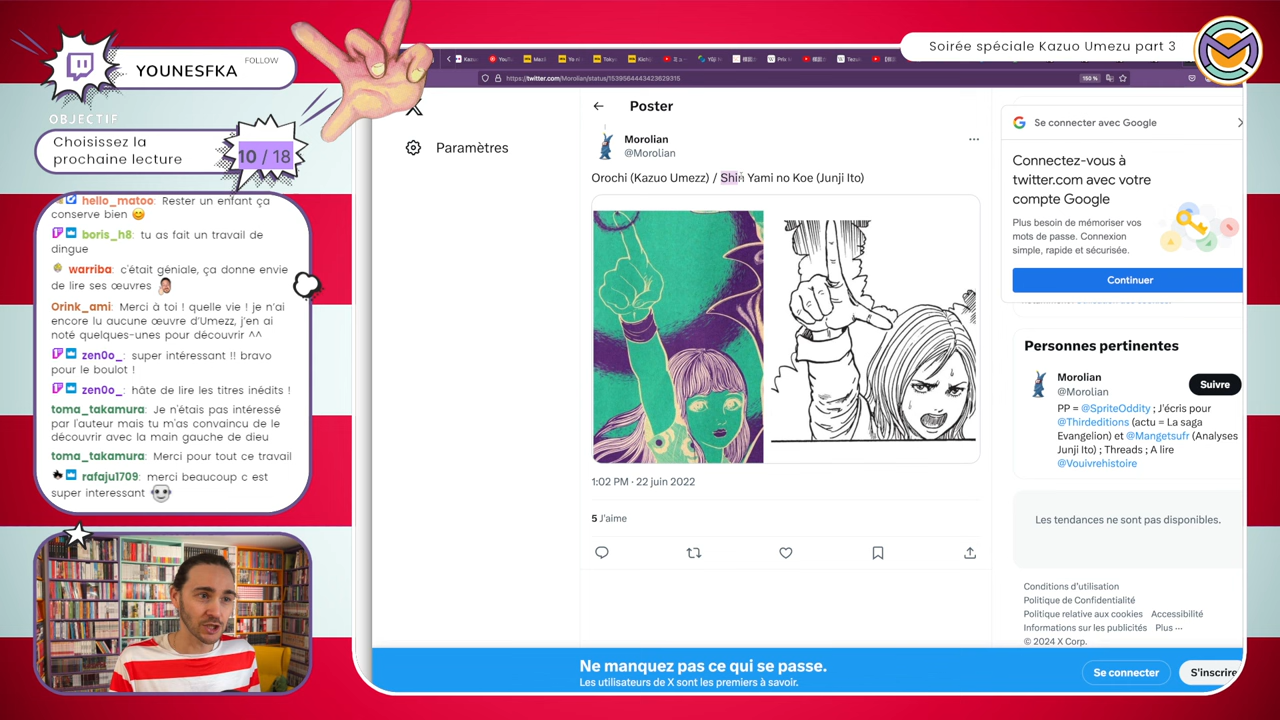 YOUNESFKA
FOLLOW
OBJECTIF
Choisissez la
prochaine lecture
10 / 18
hello_matoo: Rester un enfant ça
conserve bien
boris_h8: tu as fait un travail de
dingue
warriba: c'était géniale, ça donne envie
de lire ses œuvres
Orink_ami: Merci à toi ! quelle vie ! je n'ai
encore lu aucune œuvre d'Umezz, j'en ai
noté quelques-unes pour découvrir ^^
zen0o_: super intéressant !! bravo
pour le boulot !
zen0o_: hâte de lire les titres inédits !
toma_takamura: Je n'étais pas intéressé
par l'auteur mais tu m'as convaincu de le
découvrir avec la main gauche de dieu
toma_takamura: Merci pour tout ce travail
rafaju1709: merci beaucoup c est
super interessant
Soirée spéciale Kazuo Umezu part 3
https://twitter.com/Morolian/status/1539564443423629315
150 %
Paramètres
Poster
Morolian
@Morolian
Orochi (Kazuo Umezz) / Shin Yami no Koe (Junji Ito)
1:02 PM · 22 juin 2022
5 J'aime
Se connecter avec Google
Connectez-vous à
twitter.com avec votre
compte Google
Plus besoin de mémoriser vos
mots de passe. Connexion
simple, rapide et sécurisée.
Continuer
Personnes pertinentes
Morolian
@Morolian
Suivre
PP = @SpriteOddity ; J'écris pour
@Thirdeditions (actu = La saga
Evangelion) et @Mangetsufr (Analyses
Junji Ito) ; Threads ; A lire
@Vouivrehistoire
Les tendances ne sont pas disponibles.
Conditions d'utilisation
Politique de Confidentialité
Politique relative aux cookies Accessibilité
Informations sur les publicités Plus ···
© 2024 X Corp.
Ne manquez pas ce qui se passe.
Les utilisateurs de X sont les premiers à savoir.
Se connecter
S'inscrire